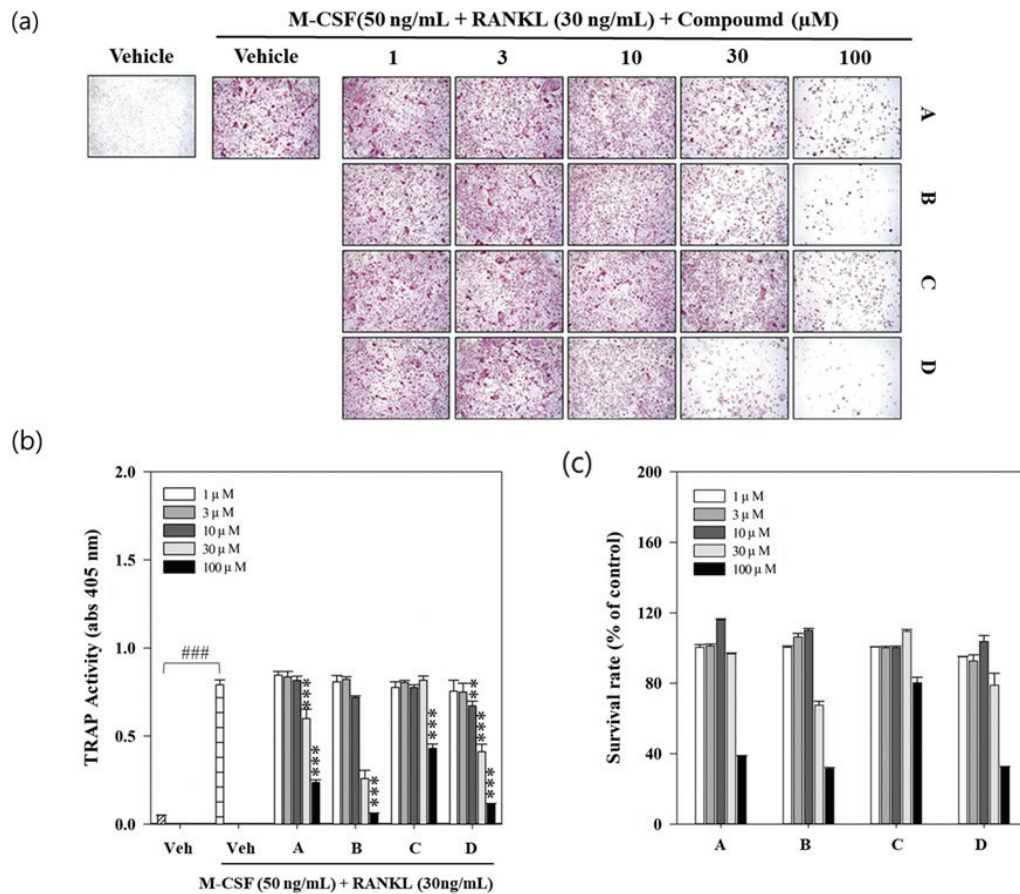 (a)
M-CSF(50 ng/mL + RANKL (30 ng/mL) + Compoumd (μM)
Vehicle Vehicle 1 3 10 30 100
A
B
C
D
(b)
TRAP Activity (abs 405 nm)
2.0
1.5
1.0
0.5
0.0
1 μ M
3 μ M
10 μ M
30 μ M
100 μ M
###
*** *** *** *** ** *** ***
Veh Veh A B C D
M-CSF (50 ng/mL) + RANKL (30ng/mL)
(c)
Survival rate (% of control)
200
160
120
80
40
0
1 μ M
3 μ M
10 μ M
30 μ M
100 μ M
A B C D